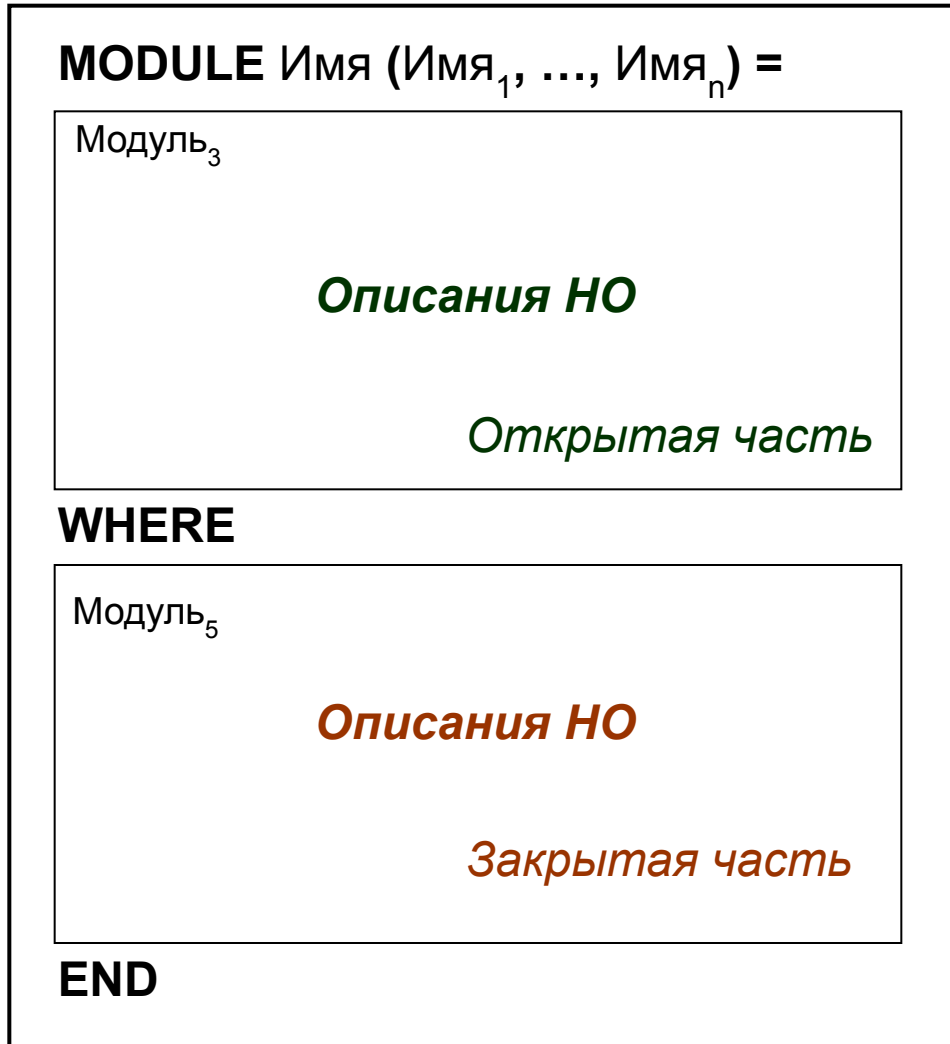 MODULE Имя (Имя₁, …, Имяₙ) =
Модуль₃
Описания НО
Открытая часть
WHERE
Модуль₅
Описания НО
Закрытая часть
END